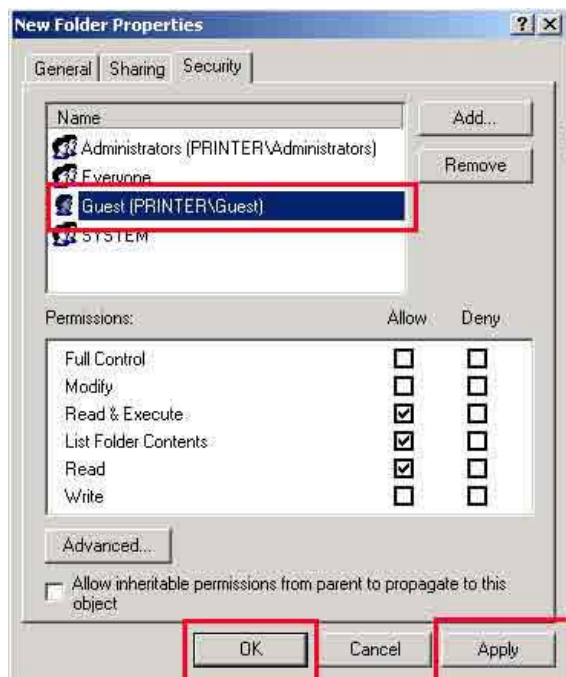 New Folder Properties
General Sharing Security
Name
Add...
Administrators (PRINTER\Administrators)
Remove
Everyone
Guest (PRINTER\Guest)
SYSTEM
Permissions: Allow Deny
Full Control
Modify
Read & Execute
List Folder Contents
Read
Write
Advanced...
Allow inheritable permissions from parent to propagate to this
object
OK Cancel Apply